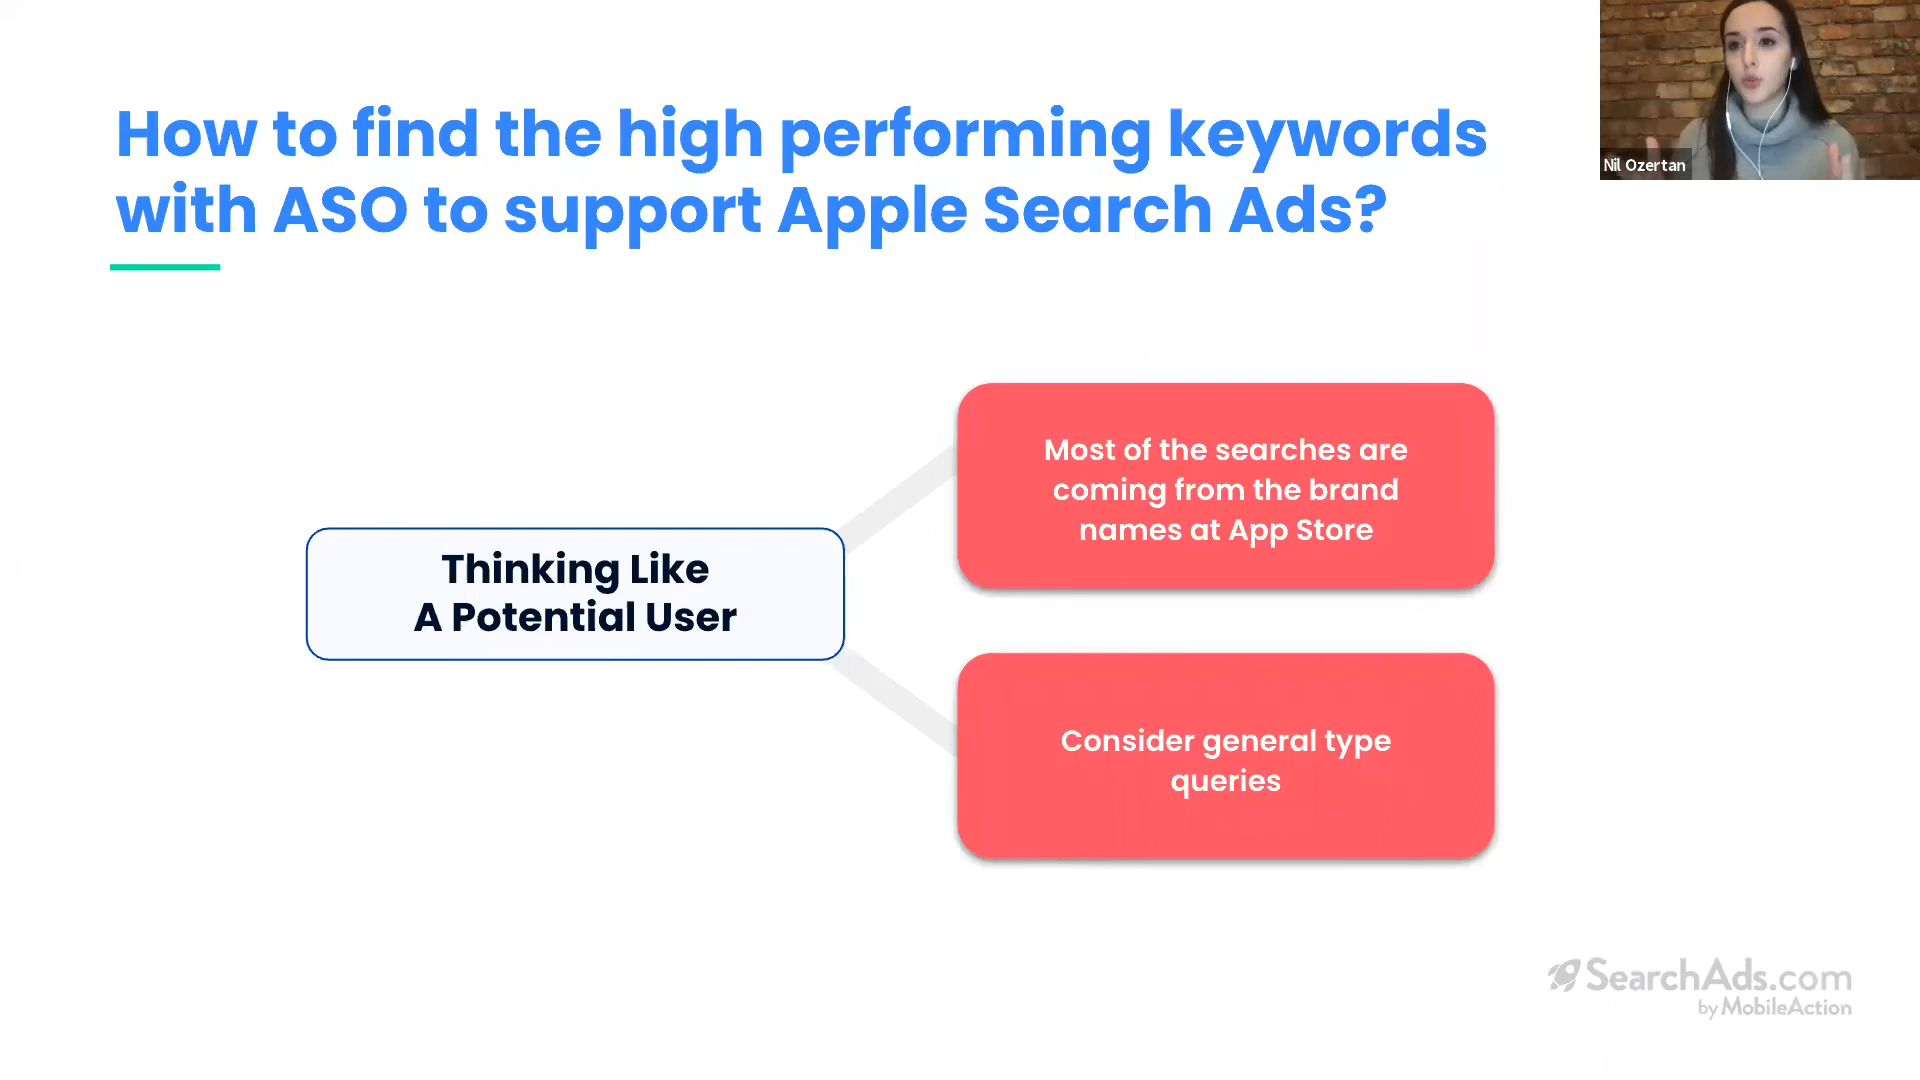 How to find the high performing keywords
with ASO to support Apple Search Ads?
Nil Ozertan
Thinking Like
A Potential User
Most of the searches are
coming from the brand
names at App Store
Consider general type
queries
SearchAds.com
by MobileAction